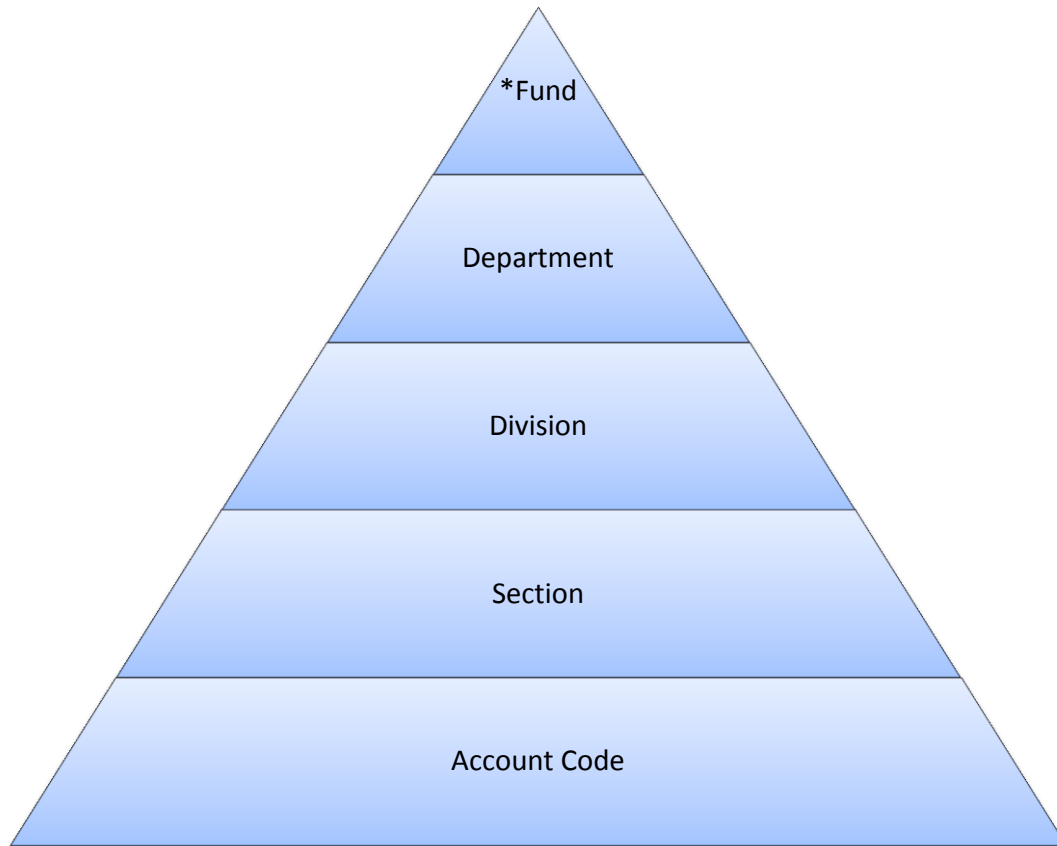 *Fund
Department
Division
Section
Account Code